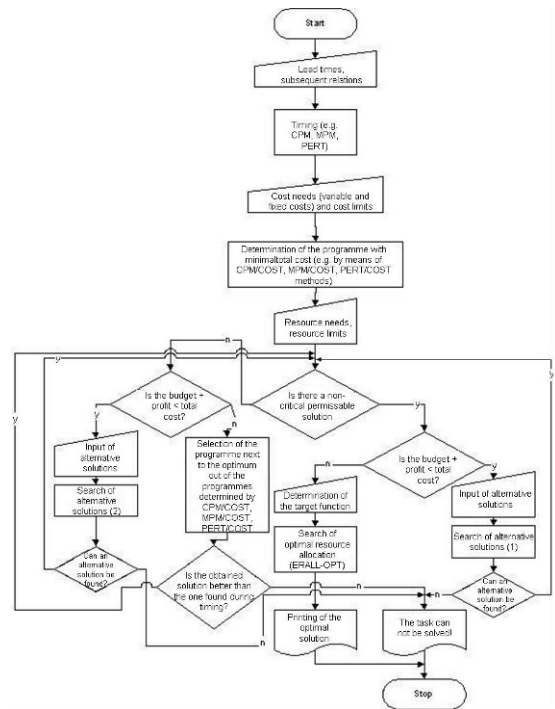 Start
Lead times,
subsequent relations
Timing (e.g.
CPM, MPM,
PERT)
Cost needs (variable and
fixed costs) and cost limits
Determination of the programme with
minimaltotal cost (e.g. by means of
CPM/COST, MPM/COST, PERT/COST
methods)
Resource needs,
resource limits
n
y
y
y
Is the budget +
profit < total
cost?
Is there a non-
critical permissable
solution
y
n
Input of
alternative
solutions
Search of
alternative
solutions (2)
Selection of the
programme next
to the optimum
out of the
programmes
determined by
CPM/COST,
MPM/COST,
PERT/COST
Is the budget +
profit < total
cost?
n
y
Determination of
the target function
Input of alternative
solutions
Search of
optimal resource
allocation
(ERALL-OPT)
Search of alternative
solutions (1)
Can an
alternative solution
be found?
Is the obtained
solution better than
the one found during
timing?
Can an
alternative solution be
found?
n
n
n
Printing of the
optimal
solution
The task can
not be solved!
Stop